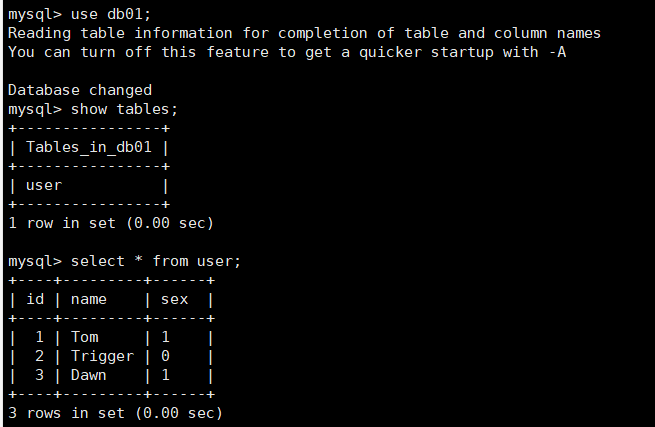 mysql> use db01;
Reading table information for completion of table and column names
You can turn off this feature to get a quicker startup with -A

Database changed
mysql> show tables;
+----------------+
| Tables_in_db01 |
+----------------+
| user           |
+----------------+
1 row in set (0.00 sec)

mysql> select * from user;
+----+---------+------+
| id | name    | sex  |
+----+---------+------+
|  1 | Tom     | 1    |
|  2 | Trigger | 0    |
|  3 | Dawn    | 1    |
+----+---------+------+
3 rows in set (0.00 sec)